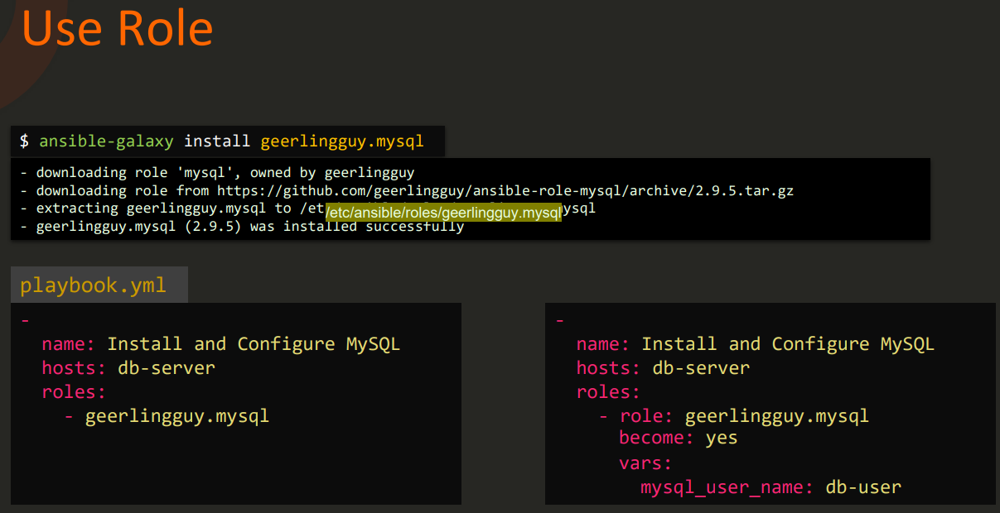 Use Role
$ ansible-galaxy install geerlingguy.mysql
- downloading role 'mysql', owned by geerlingguy
- downloading role from https://github.com/geerlingguy/ansible-role-mysql/archive/2.9.5.tar.gz
- extracting geerlingguy.mysql to /etc/ansible/roles/geerlingguy.mysql
- geerlingguy.mysql (2.9.5) was installed successfully
playbook.yml
-
name: Install and Configure MySQL
hosts: db-server
roles:
- geerlingguy.mysql
-
name: Install and Configure MySQL
hosts: db-server
roles:
- role: geerlingguy.mysql
become: yes
vars:
mysql_user_name: db-user